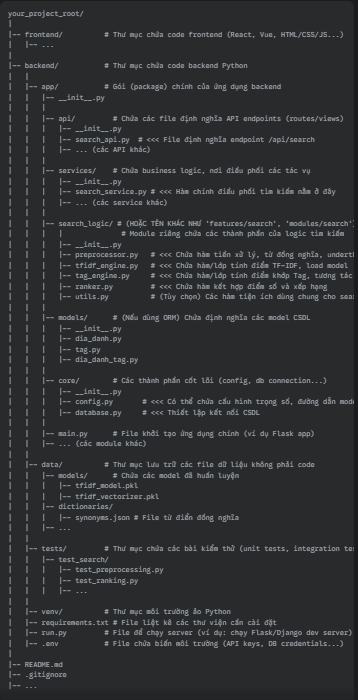 your_project_root/
|
|-- frontend/ # Thư mục chứa code frontend (React, Vue, HTML/CSS/JS...)
| |-- ...
|
|-- backend/ # Thư mục chứa code backend Python
| |
| |-- app/ # Gói (package) chính của ứng dụng backend
| | |-- __init__.py
| | |
| | |-- api/ # Chứa các file định nghĩa API endpoints (routes/views)
| | | |-- __init__.py
| | | |-- search_api.py # <<< File định nghĩa endpoint /api/search
| | | |-- ... (các API khác)
| | |
| | |-- services/ # Chứa business logic, nơi điều phối các tác vụ
| | | |-- __init__.py
| | | |-- search_service.py # <<< Hàm chính điều phối tìm kiếm nằm ở đây
| | | |-- ... (các service khác)
| | |
| | |-- search_logic/ # (HOẶC TÊN KHÁC NHƯ 'features/search', 'modules/search'
| | | | # Module riêng chứa các thành phần của logic tìm kiếm
| | | |-- __init__.py
| | | |-- preprocessor.py # <<< Chứa hàm tiền xử lý, từ đồng nghĩa, undert
| | | |-- tfidf_engine.py # <<< Chứa hàm/lớp tính điểm TF-IDF, load model
| | | |-- tag_engine.py # <<< Chứa hàm/lớp tính điểm khớp Tag, tương tác
| | | |-- ranker.py # <<< Chứa hàm kết hợp điểm số và xếp hạng
| | | |-- utils.py # (Tùy chọn) Các hàm tiện ích dùng chung cho sea
| | |
| | |-- models/ # (Nếu dùng ORM) Chứa định nghĩa các model CSDL
| | | |-- __init__.py
| | | |-- dia_danh.py
| | | |-- tag.py
| | | |-- dia_danh_tag.py
| | |
| | |-- core/ # Các thành phần cốt lõi (config, db connection...)
| | | |-- __init__.py
| | | |-- config.py # <<< Có thể chứa cấu hình trọng số, đường dẫn mode
| | | |-- database.py # <<< Thiết lập kết nối CSDL
| | |
| | |-- main.py # File khởi tạo ứng dụng chính (ví dụ Flask app)
| | |-- ... (các module khác)
| |
| |-- data/ # Thư mục lưu trữ các file dữ liệu không phải code
| | |-- models/ # Chứa các model đã huấn luyện
| | | |-- tfidf_model.pkl
| | | |-- tfidf_vectorizer.pkl
| | |-- dictionaries/
| | | |-- synonyms.json # File từ điển đồng nghĩa
| | |-- ...
| |
| |-- tests/ # Thư mục chứa các bài kiểm thử (unit tests, integration tes
| | |-- test_search/
| | | |-- test_preprocessing.py
| | | |-- test_ranking.py
| | |-- ...
| |
| |-- venv/ # Thư mục môi trường ảo Python
| |-- requirements.txt # File liệt kê các thư viện cần cài đặt
| |-- run.py # File để chạy server (ví dụ: chạy Flask/Django dev server)
| |-- .env # File chứa biến môi trường (API keys, DB credentials...)
|
|-- README.md
|-- .gitignore
|-- ...